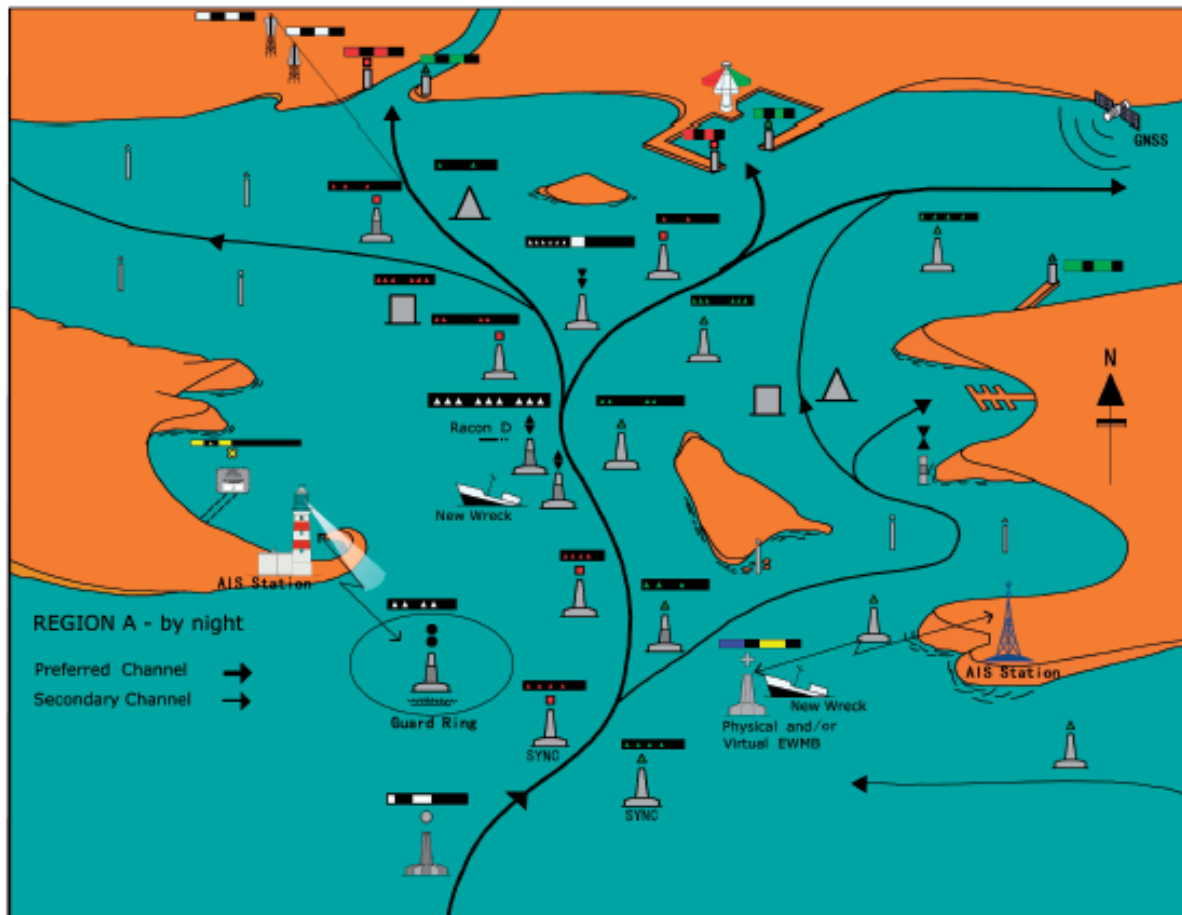 GNSS
N
Racon D
New Wreck
AIS Station
REGION A - by night
Preferred Channel
Secondary Channel
Guard Ring
SYNC
SYNC
New Wreck
Physical and/or
Virtual EWMB
AIS Station